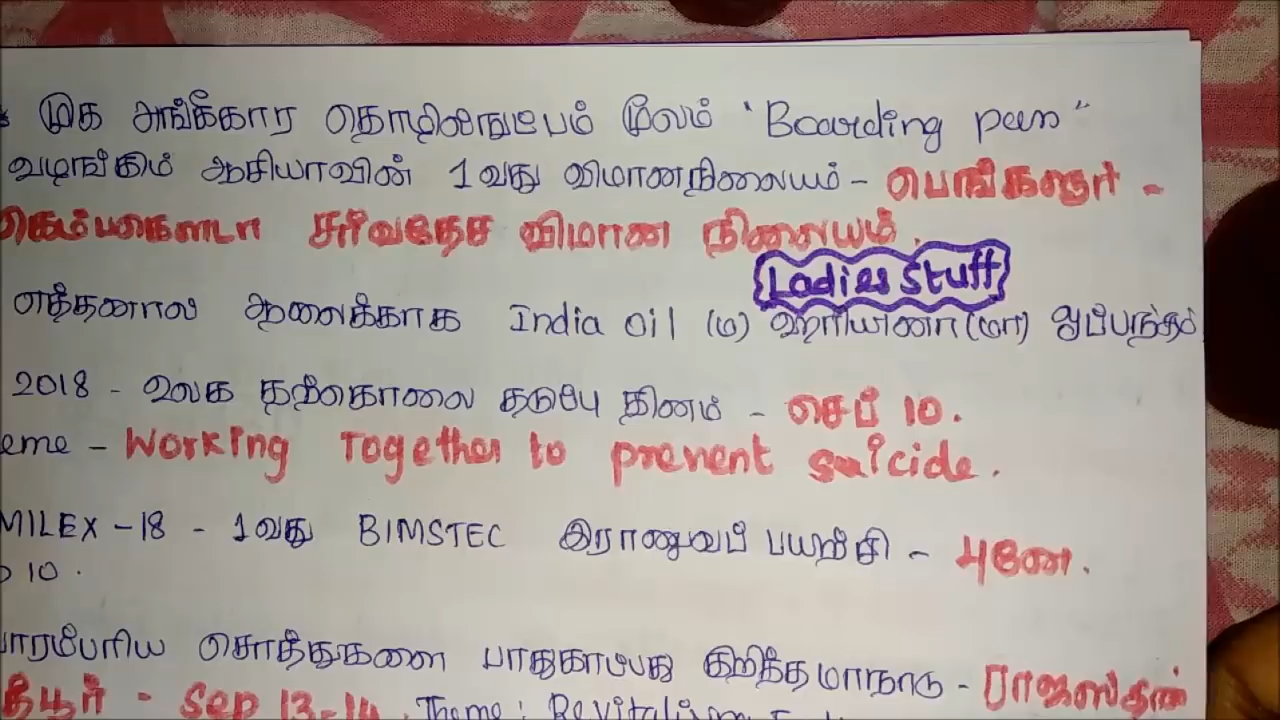 முக அங்கீகார தொழில்நுட்பம் மூலம் "Boarding pass"
வழங்கும் ஆசியாவின் 1வது விமானநிலையம் - பெங்களூர் -
கெம்பகௌடா சர்வதேச விமான நிலையம்.
Ladies Stuff
எத்தனால் ஆலைக்காக India oil (ம) ஹரியானா (மா) ஒப்பந்தம்
2018 - உலக தற்கொலை தடுப்பு தினம் - செப் 10.
eme - Working Together to prevent suicide.
MILEX - 18 - 1வது BIMSTEC இராணுவப் பயிற்சி - புனே.
10.
பாரம்பரிய சொத்துகளை பாதுகாப்பது குறித்த மாநாடு - ராஜஸ்தான்
Sep 13-14. Theme: